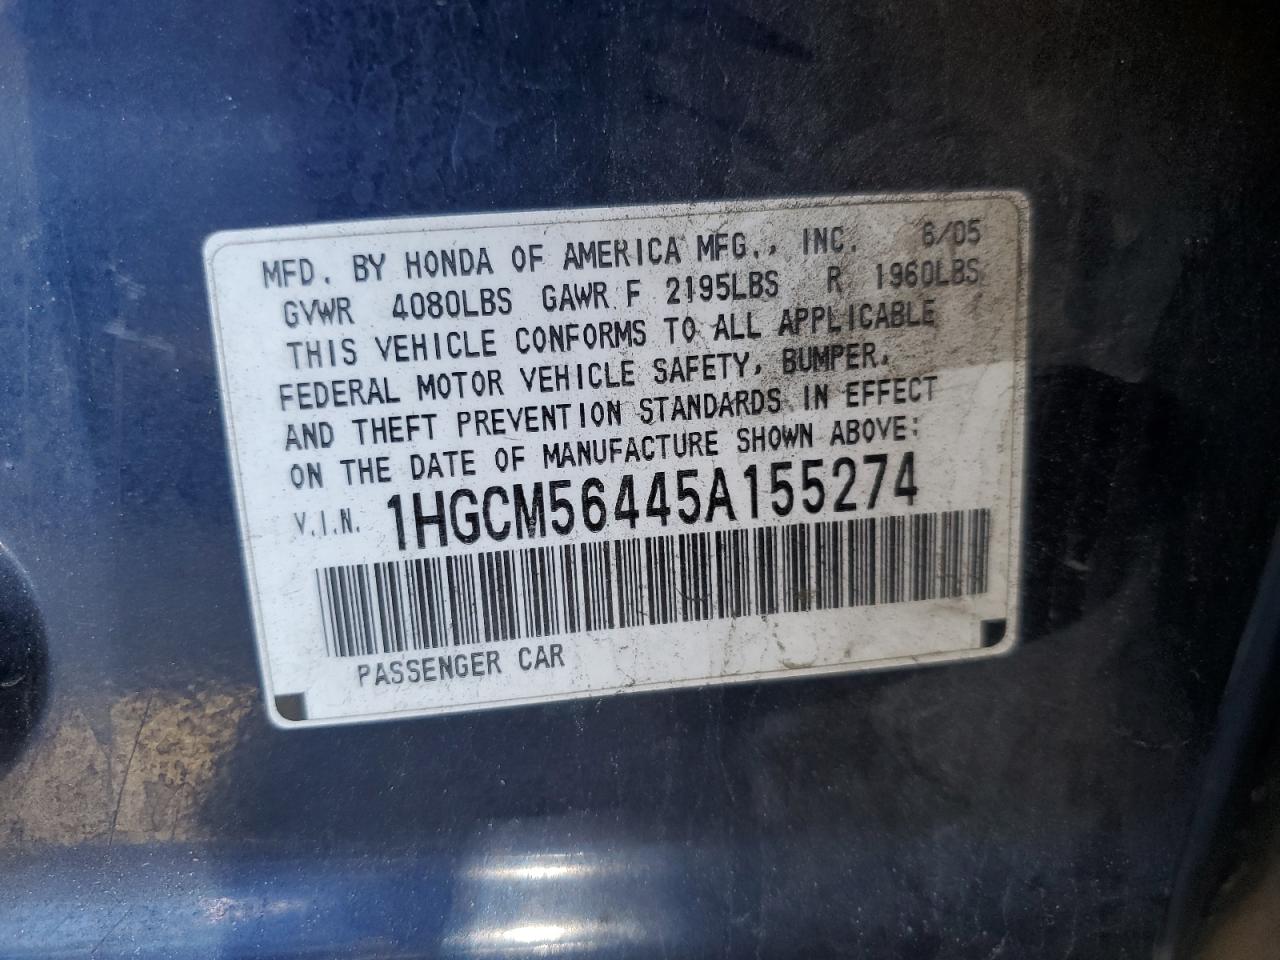 MFD. BY HONDA OF AMERICA MFG., INC. 6/05
GVWR 4080LBS GAWR F 2195LBS R 1960LBS
THIS VEHICLE CONFORMS TO ALL APPLICABLE
FEDERAL MOTOR VEHICLE SAFETY, BUMPER,
AND THEFT PREVENTION STANDARDS IN EFFECT
ON THE DATE OF MANUFACTURE SHOWN ABOVE:
V.I.N. 1HGCM56445A155274
PASSENGER CAR